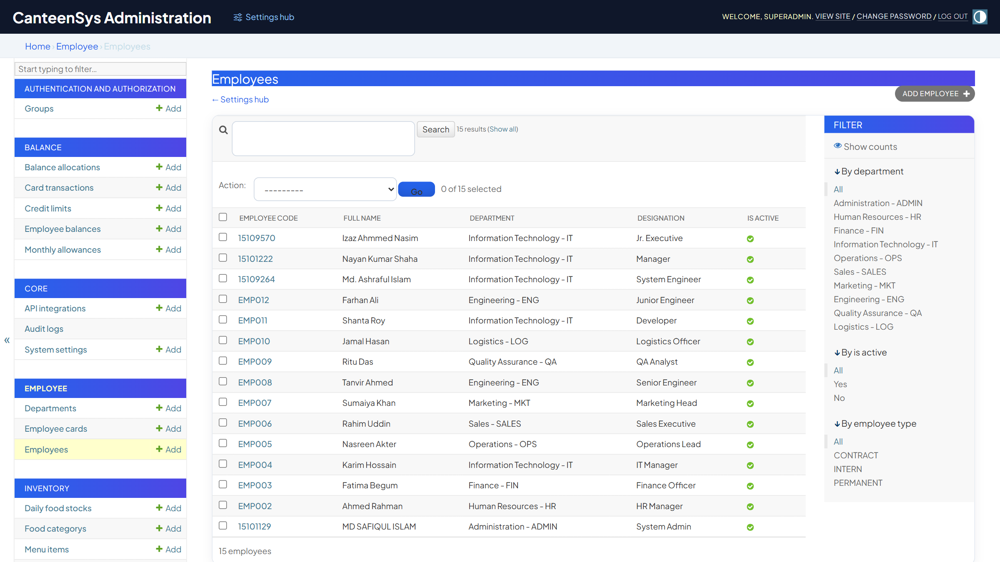 CanteenSys Administration
Settings hub
WELCOME, SUPERADMIN. VIEW SITE / CHANGE PASSWORD / LOG OUT
Home › Employee › Employees
Start typing to filter...
AUTHENTICATION AND AUTHORIZATION
Groups Add
BALANCE
Balance allocations Add
Card transactions Add
Credit limits Add
Employee balances Add
Monthly allowances Add
CORE
API integrations Add
Audit logs
System settings Add
EMPLOYEE
Departments Add
Employee cards Add
Employees Add
INVENTORY
Daily food stocks Add
Food categorys Add
Menu items Add
«
Employees
← Settings hub
ADD EMPLOYEE +
Search 15 results (Show all)
Action: --------- Go 0 of 15 selected
EMPLOYEE CODE FULL NAME DEPARTMENT DESIGNATION IS ACTIVE
15109570 Izaz Ahmmed Nasim Information Technology - IT Jr. Executive
15101222 Nayan Kumar Shaha Information Technology - IT Manager
15109264 Md. Ashraful Islam Information Technology - IT System Engineer
EMP012 Farhan Ali Engineering - ENG Junior Engineer
EMP011 Shanta Roy Information Technology - IT Developer
EMP010 Jamal Hasan Logistics - LOG Logistics Officer
EMP009 Ritu Das Quality Assurance - QA QA Analyst
EMP008 Tanvir Ahmed Engineering - ENG Senior Engineer
EMP007 Sumaiya Khan Marketing - MKT Marketing Head
EMP006 Rahim Uddin Sales - SALES Sales Executive
EMP005 Nasreen Akter Operations - OPS Operations Lead
EMP004 Karim Hossain Information Technology - IT IT Manager
EMP003 Fatima Begum Finance - FIN Finance Officer
EMP002 Ahmed Rahman Human Resources - HR HR Manager
15101129 MD SAFIQUL ISLAM Administration - ADMIN System Admin
15 employees
FILTER
Show counts
↓ By department
All
Administration - ADMIN
Human Resources - HR
Finance - FIN
Information Technology - IT
Operations - OPS
Sales - SALES
Marketing - MKT
Engineering - ENG
Quality Assurance - QA
Logistics - LOG
↓ By is active
All
Yes
No
↓ By employee type
All
CONTRACT
INTERN
PERMANENT